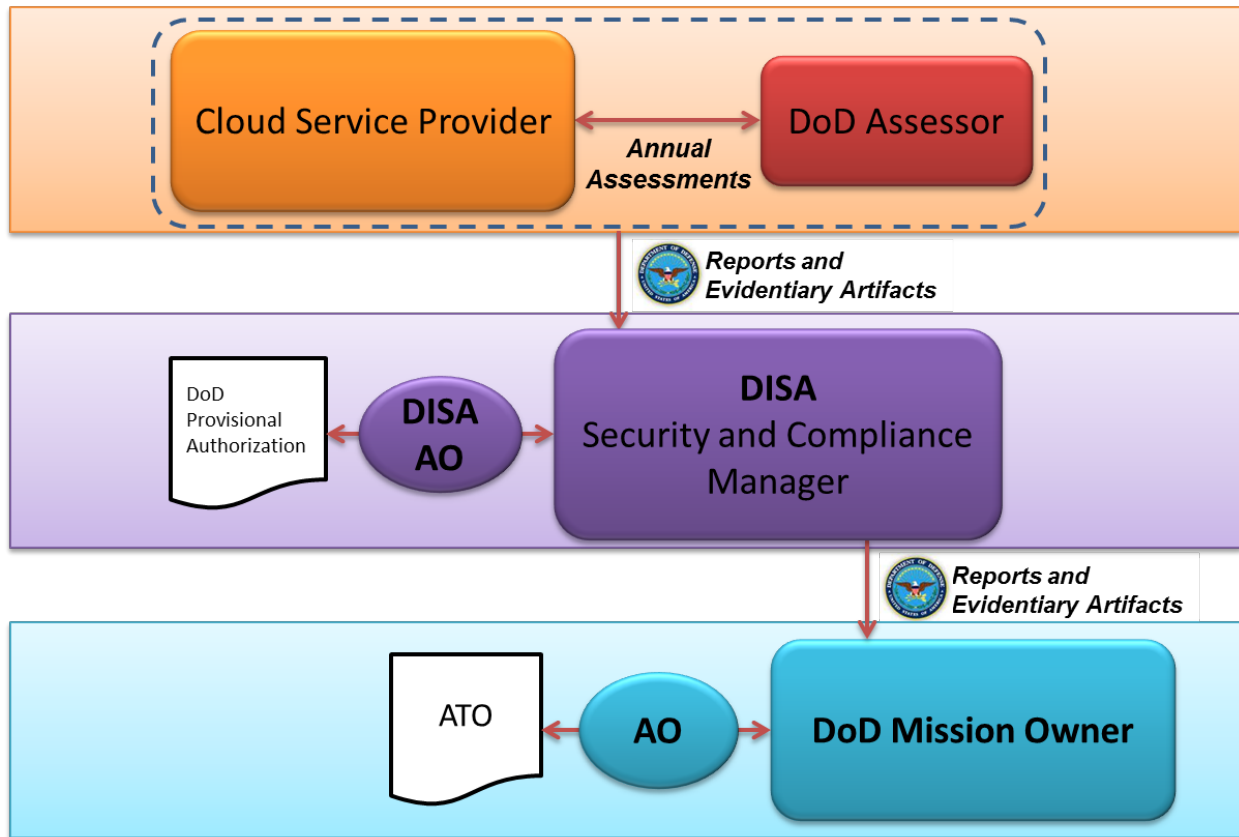 Cloud Service Provider
DoD Assessor
Annual
Assessments
Reports and
Evidentiary Artifacts
DoD
Provisional
Authorization
DISA
AO
DISA
Security and Compliance
Manager
Reports and
Evidentiary Artifacts
ATO
AO
DoD Mission Owner